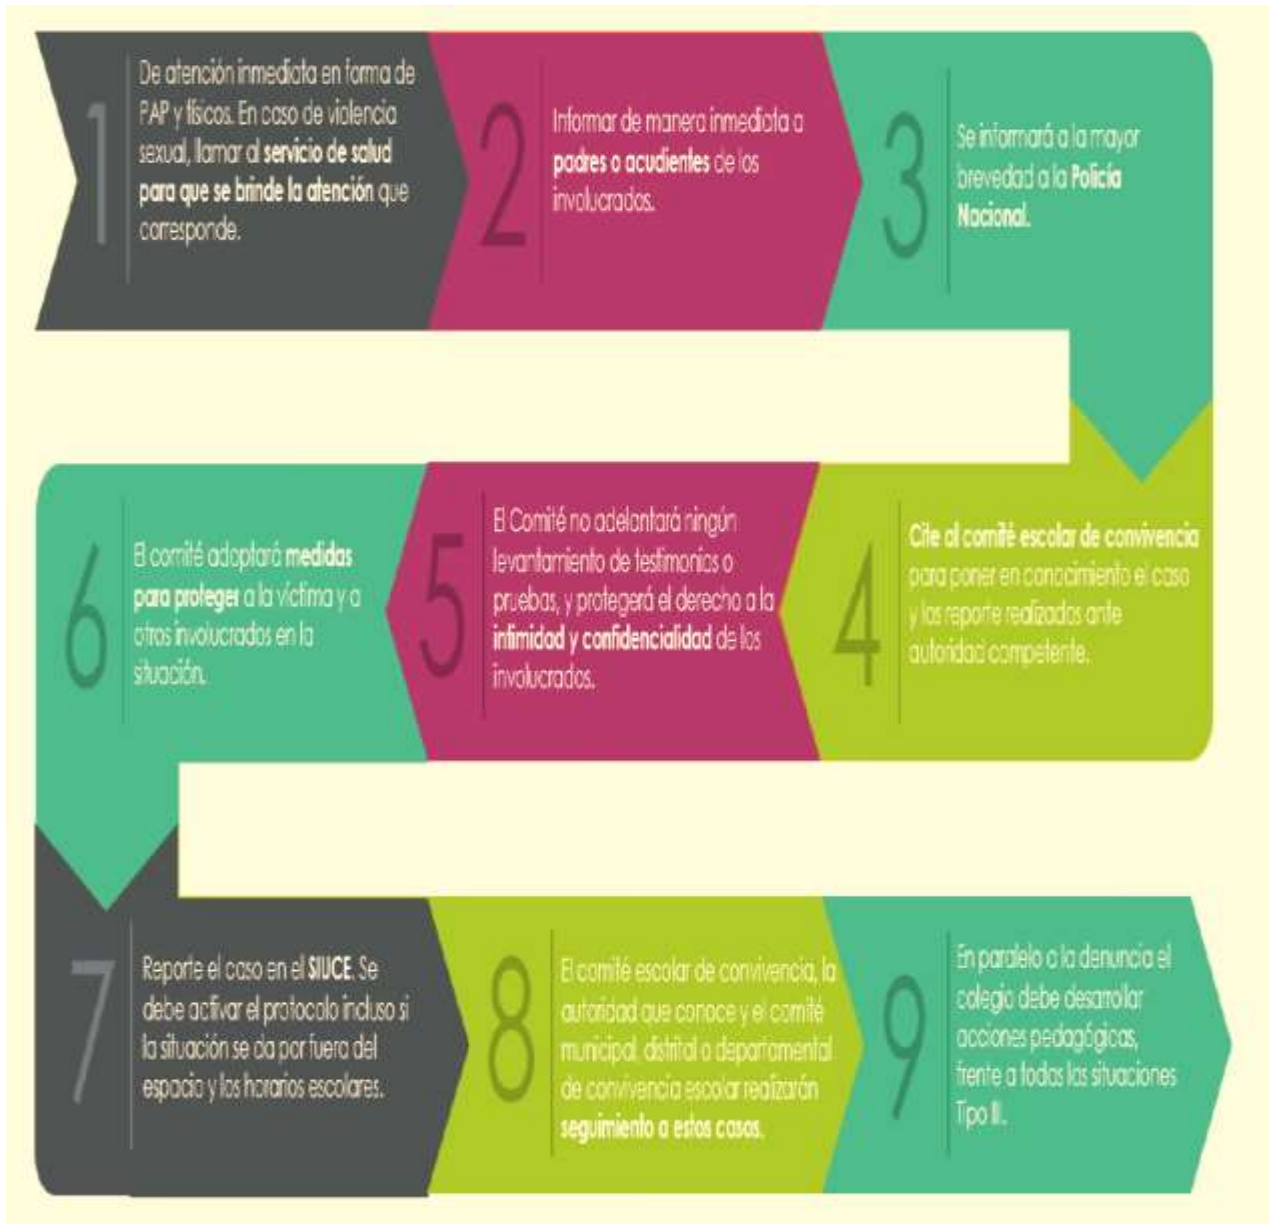 1
De atención inmediata en forma de
PAP y físicos. En caso de violencia
sexual, llamar al servicio de salud
para que se brinde la atención que
corresponde.
2
Informar de manera inmediata a
padres o acudientes de los
involucrados.
3
Se informará a la mayor
brevedad a la Policía
Nacional.
4
Cite al comité escolar de convivencia
para poner en conocimiento el caso
y los reporte realizados ante
autoridad competente.
5
El Comité no adelantará ningún
levantamiento de testimonios o
pruebas, y protegerá el derecho a la
intimidad y confidencialidad de los
involucrados.
6
El comité adoptará medidas
para proteger a la víctima y a
otros involucrados en la
situación.
7
Reporte el caso en el SIUCE. Se
debe activar el protocolo incluso si
la situación se da por fuera del
espacio y los horarios escolares.
8
El comité escolar de convivencia, la
autoridad que conoce y el comité
municipal, distrital o departamental
de convivencia escolar realizarán
seguimiento a estos casos.
9
En paralelo a la denuncia el
colegio debe desarrollar
acciones pedagógicas,
frente a todas las situaciones
Tipo III.